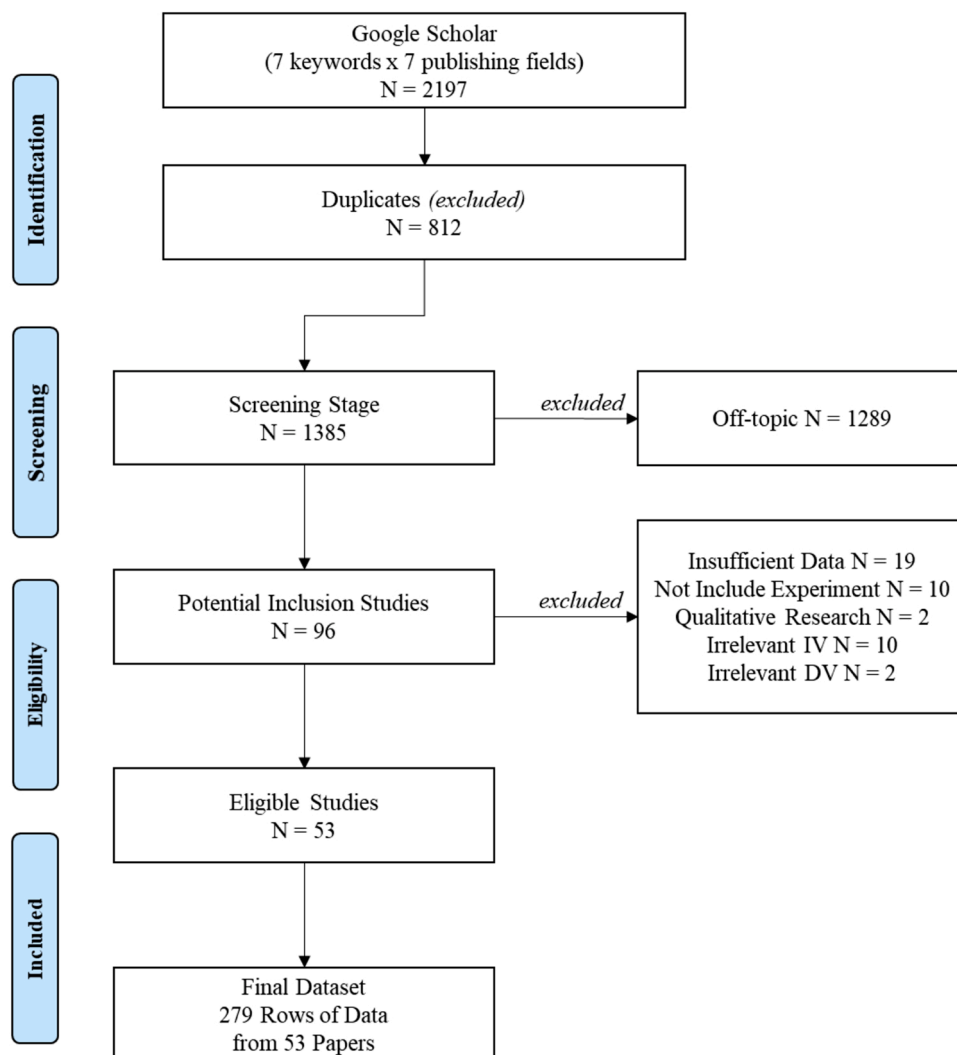 Google Scholar
(7 keywords x 7 publishing fields)
N = 2197
Identification
Duplicates (excluded)
N = 812
Screening
Screening Stage
N = 1385
excluded
Off-topic N = 1289
Eligibility
Potential Inclusion Studies
N = 96
excluded
Insufficient Data N = 19
Not Include Experiment N = 10
Qualitative Research N = 2
Irrelevant IV N = 10
Irrelevant DV N = 2
Eligible Studies
N = 53
Included
Final Dataset
279 Rows of Data
from 53 Papers